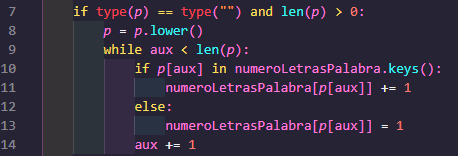 7 if type(p) == type("") and len(p) > 0:
8 p = p.lower()
9 while aux < len(p):
10 if p[aux] in numeroLetrasPalabra.keys():
11 numeroLetrasPalabra[p[aux]] += 1
12 else:
13 numeroLetrasPalabra[p[aux]] = 1
14 aux += 1